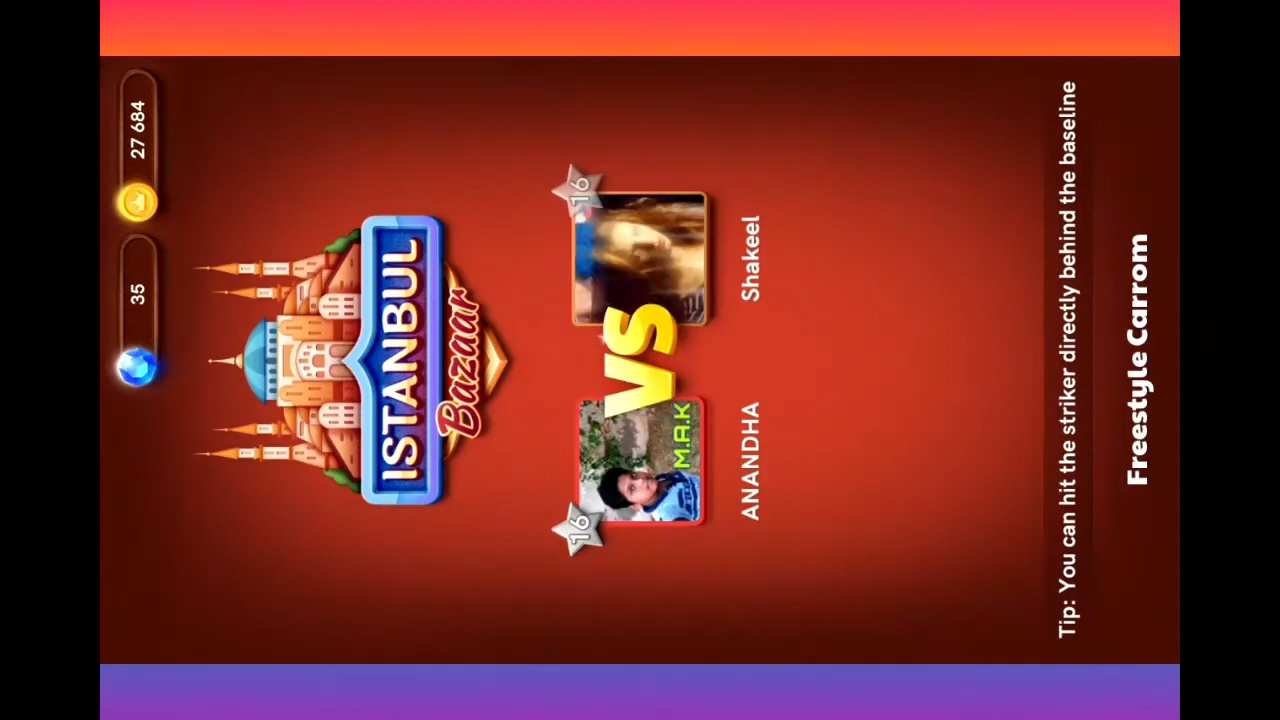 35
27 684
ISTANBUL
Bazaar
16
16
VS
M.A.K
ANANDHA
Shakeel
Tip: You can hit the striker directly behind the baseline
Freestyle Carrom